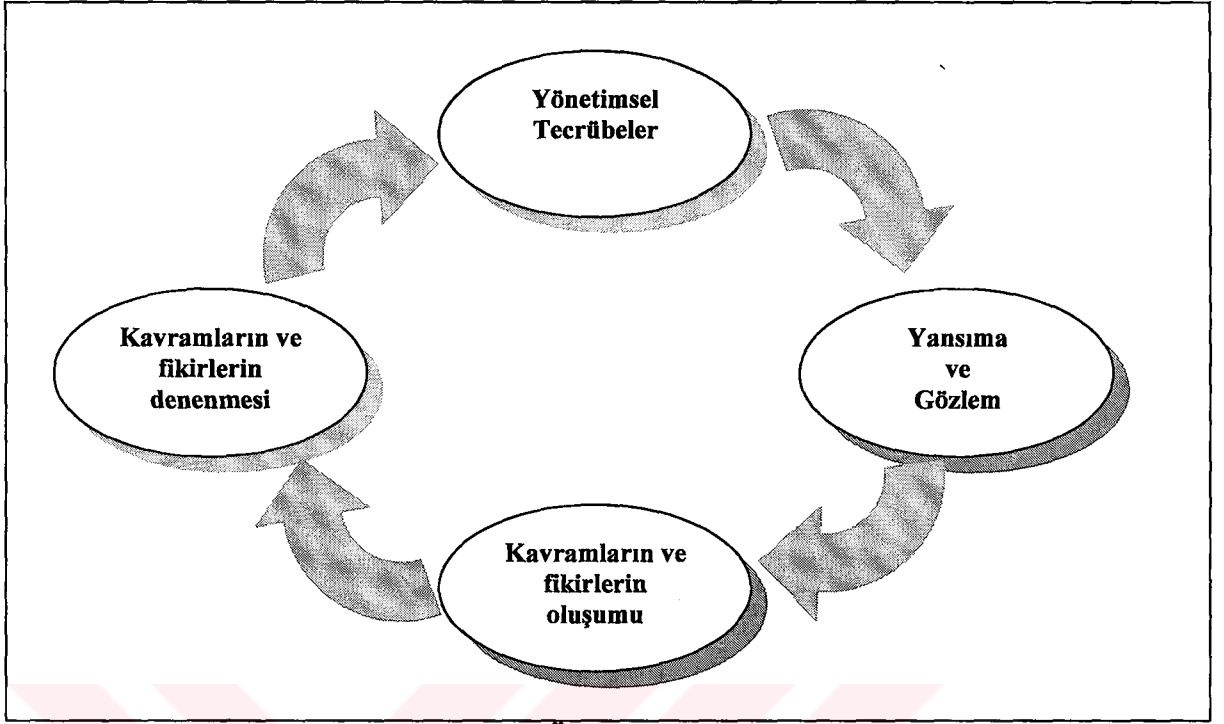 Yönetimsel
Tecrübeler
Yansıma
ve
Gözlem
Kavramların ve
fikirlerin
oluşumu
Kavramların ve
fikirlerin
denenmesi